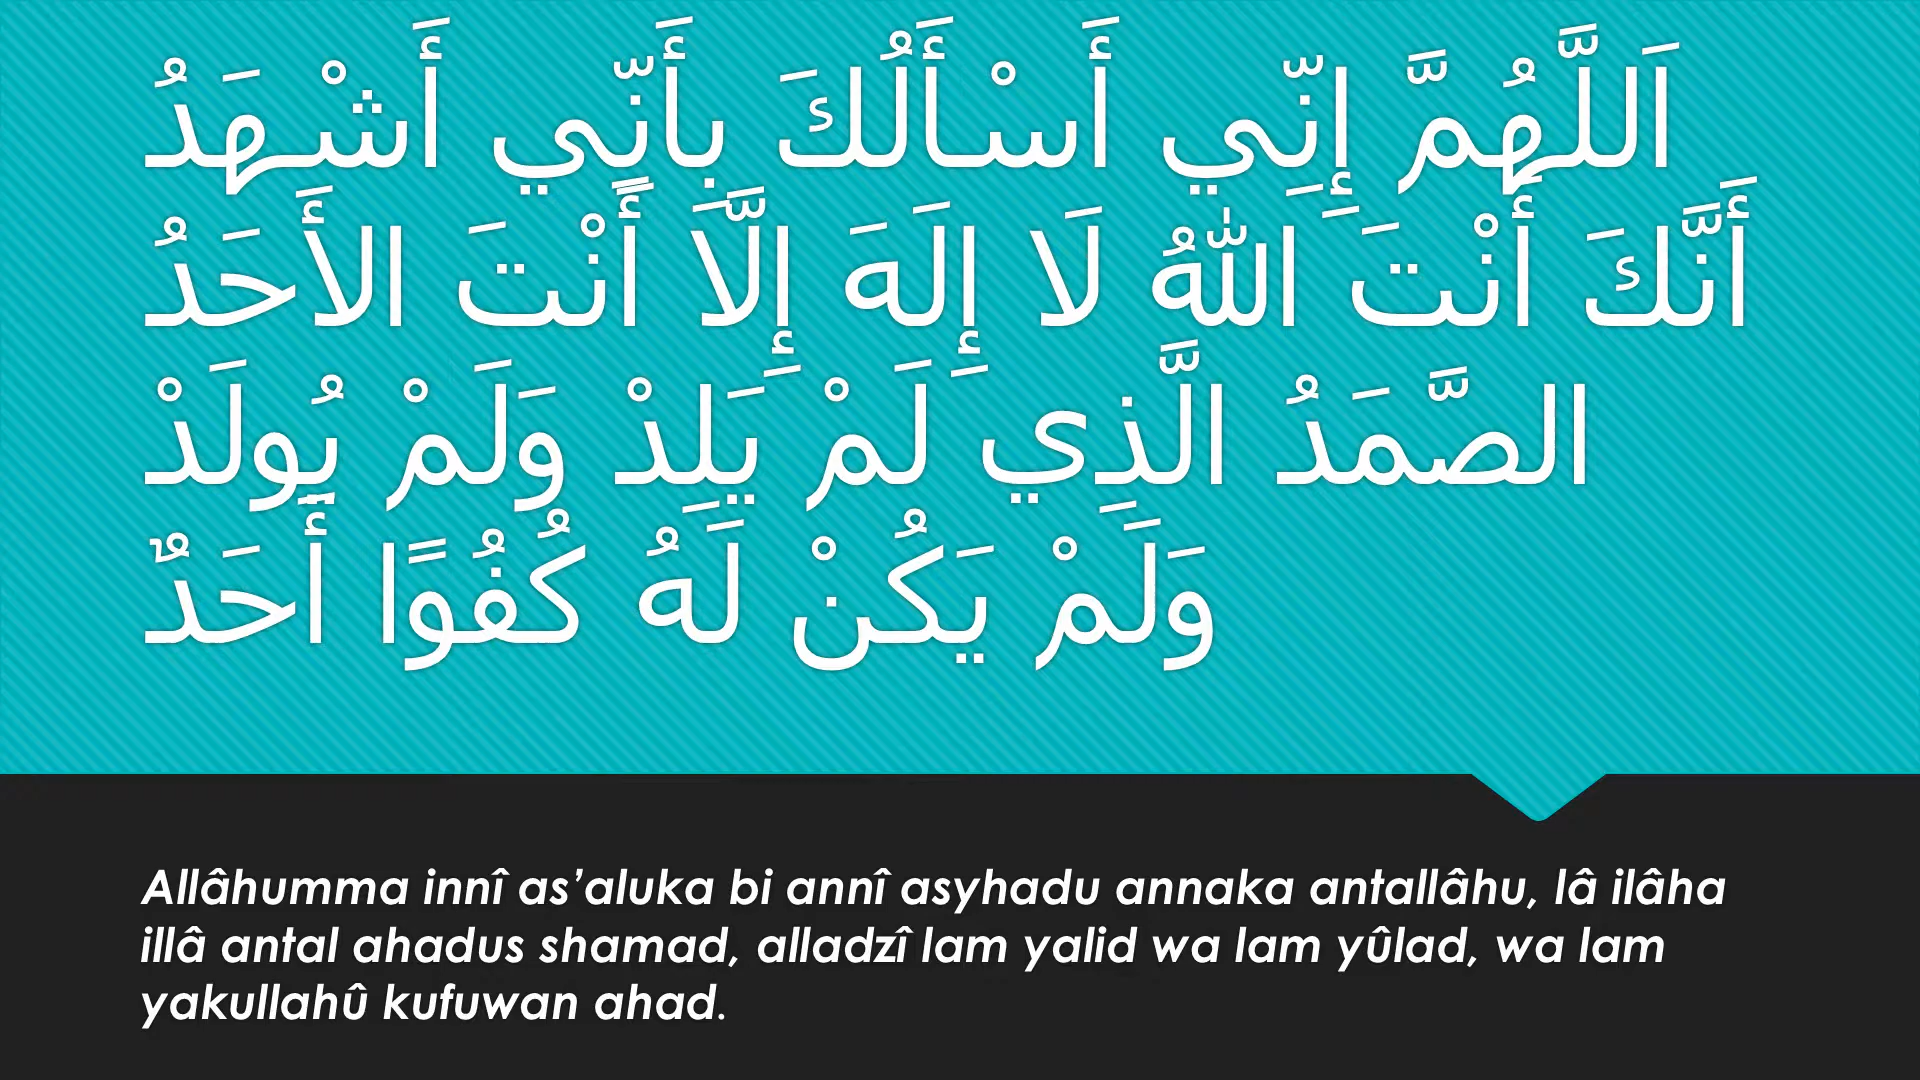 اَللَّهُمَّ إِنِّي أَسْأَلُكَ بِأَنِّي أَشْهَدُ
أَنَّكَ أَنْتَ اللّٰهُ لَا إِلَهَ إِلَّا أَنْتَ الأَحَدُ
الصَّمَدُ الَّذِي لَمْ يَلِدْ وَلَمْ يُولَدْ
وَلَمْ يَكُنْ لَهُ كُفُوًا أَحَدٌ
Allâhumma innî as’aluka bi annî asyhadu annaka antallâhu, lâ ilâha
illâ antal ahadus shamad, alladzî lam yalid wa lam yûlad, wa lam
yakullahû kufuwan ahad.